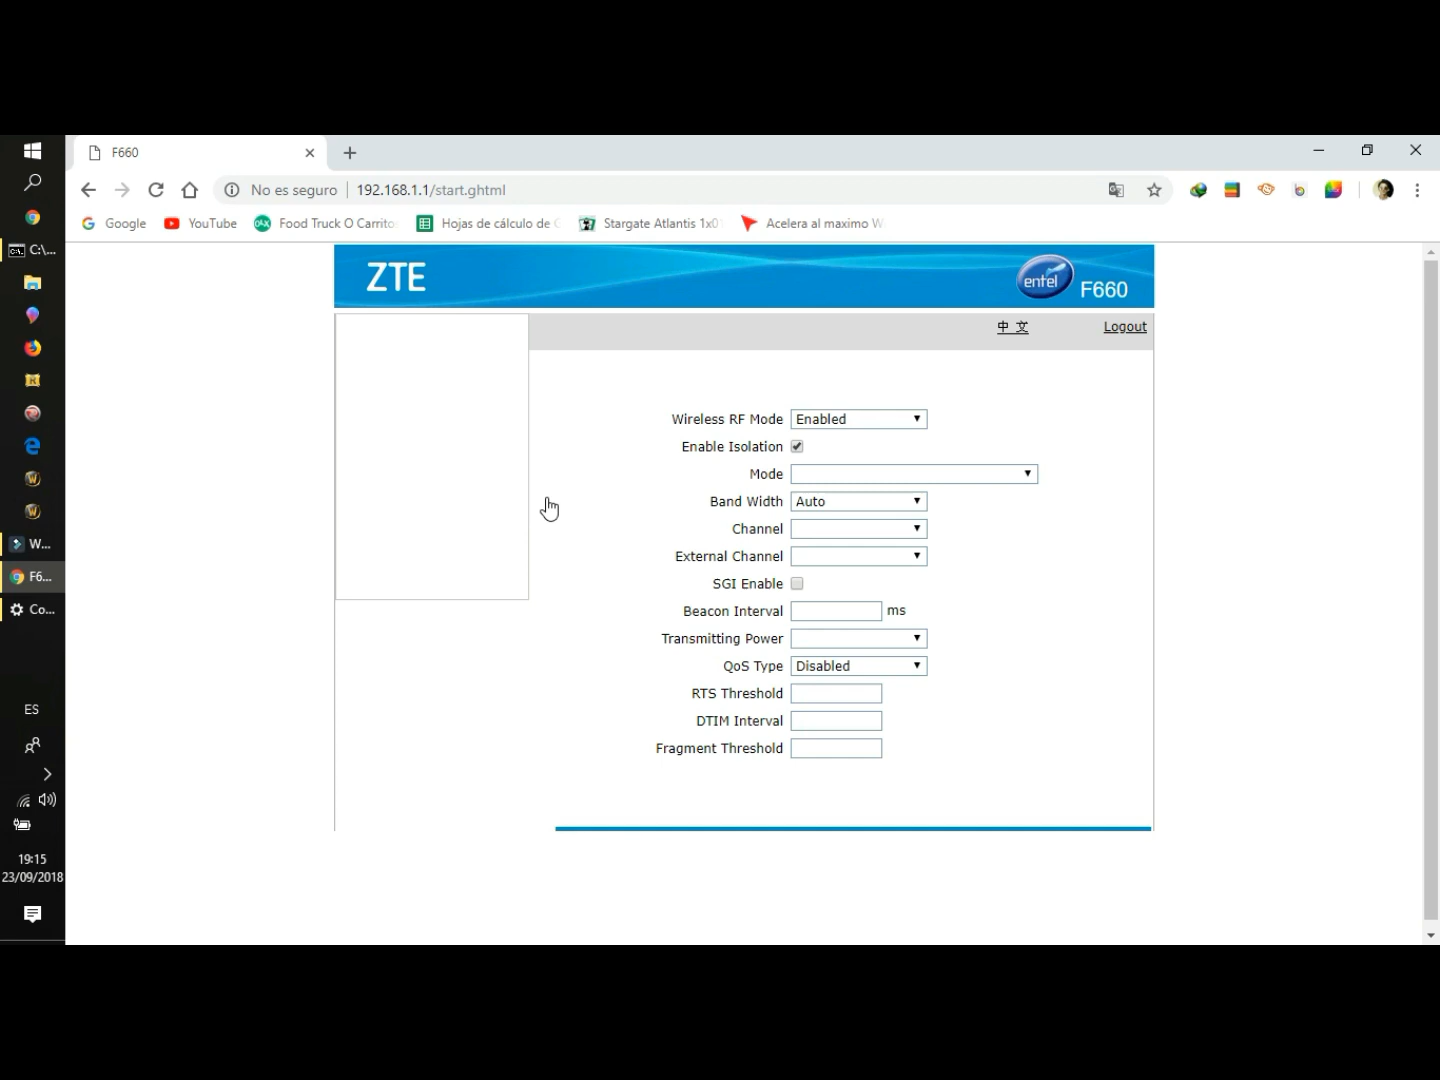 F660
No es seguro
192.168.1.1/start.ghtml
Google
YouTube
Food Truck O Carrito
Hojas de cálculo de
Stargate Atlantis 1x0
Acelera al maximo W
C:\...
W...
F6...
Co...
ES
19:15
23/09/2018
ZTE
entel
F660
中 文
Logout
Wireless RF Mode Enabled
Enable Isolation
Mode
Band Width Auto
Channel
External Channel
SGI Enable
Beacon Interval ms
Transmitting Power
QoS Type Disabled
RTS Threshold
DTIM Interval
Fragment Threshold